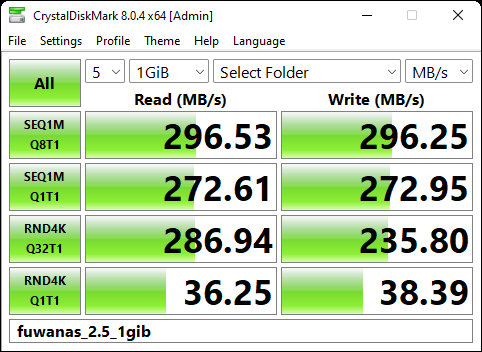 CrystalDiskMark 8.0.4 x64 [Admin]
File Settings Profile Theme Help Language
All 5 1GiB Select Folder MB/s
Read (MB/s) Write (MB/s)
SEQ1M
Q8T1 296.53 296.25
SEQ1M
Q1T1 272.61 272.95
RND4K
Q32T1 286.94 235.80
RND4K
Q1T1 36.25 38.39
fuwanas_2.5_1gib